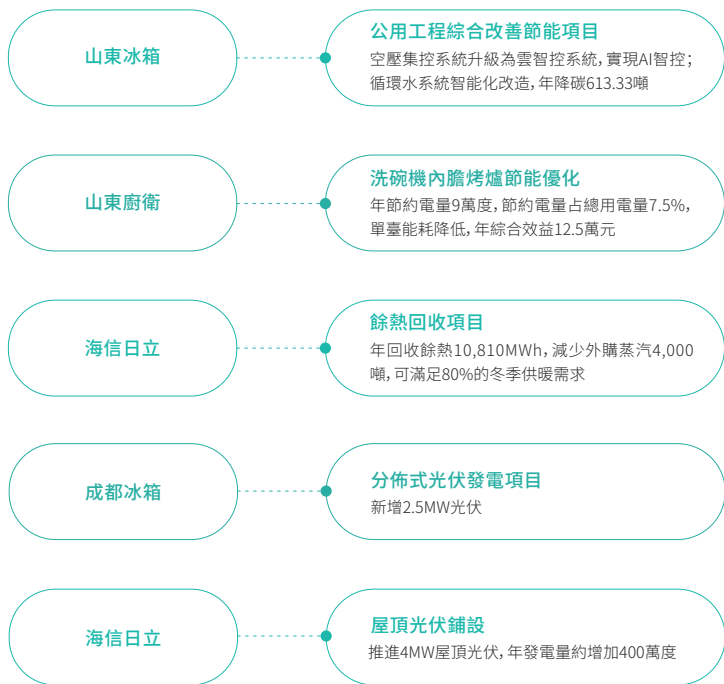 山東冰箱
公用工程綜合改善節能項目
空壓集控系統升級為雲智控系統，實現AI智控；
循環水系統智能化改造，年降碳613.33噸
山東廚衛
洗碗機內膽烤爐節能優化
年節約電量9萬度，節約電量占總用電量7.5%，
單臺能耗降低，年綜合效益12.5萬元
海信日立
餘熱回收項目
年回收餘熱10,810MWh，減少外購蒸汽4,000
噸，可滿足80%的冬季供暖需求
成都冰箱
分佈式光伏發電項目
新增2.5MW光伏
海信日立
屋頂光伏鋪設
推進4MW屋頂光伏，年發電量約增加400萬度